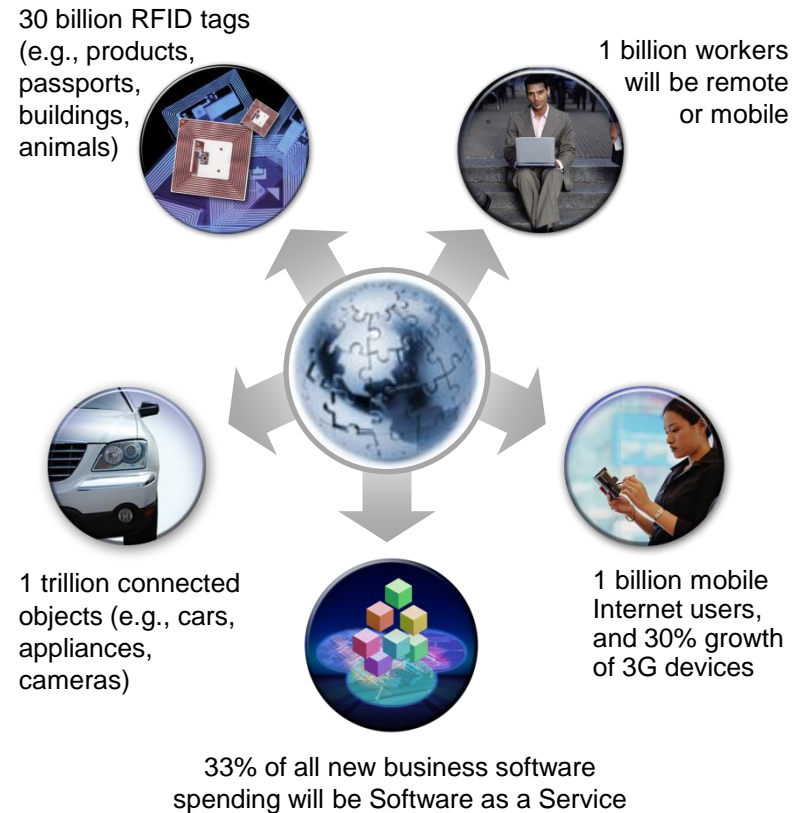 30 billion RFID tags
(e.g., products,
passports,
buildings,
animals)
1 billion workers
will be remote
or mobile
1 trillion connected
objects (e.g., cars,
appliances,
cameras)
1 billion mobile
Internet users,
and 30% growth
of 3G devices
33% of all new business software
spending will be Software as a Service